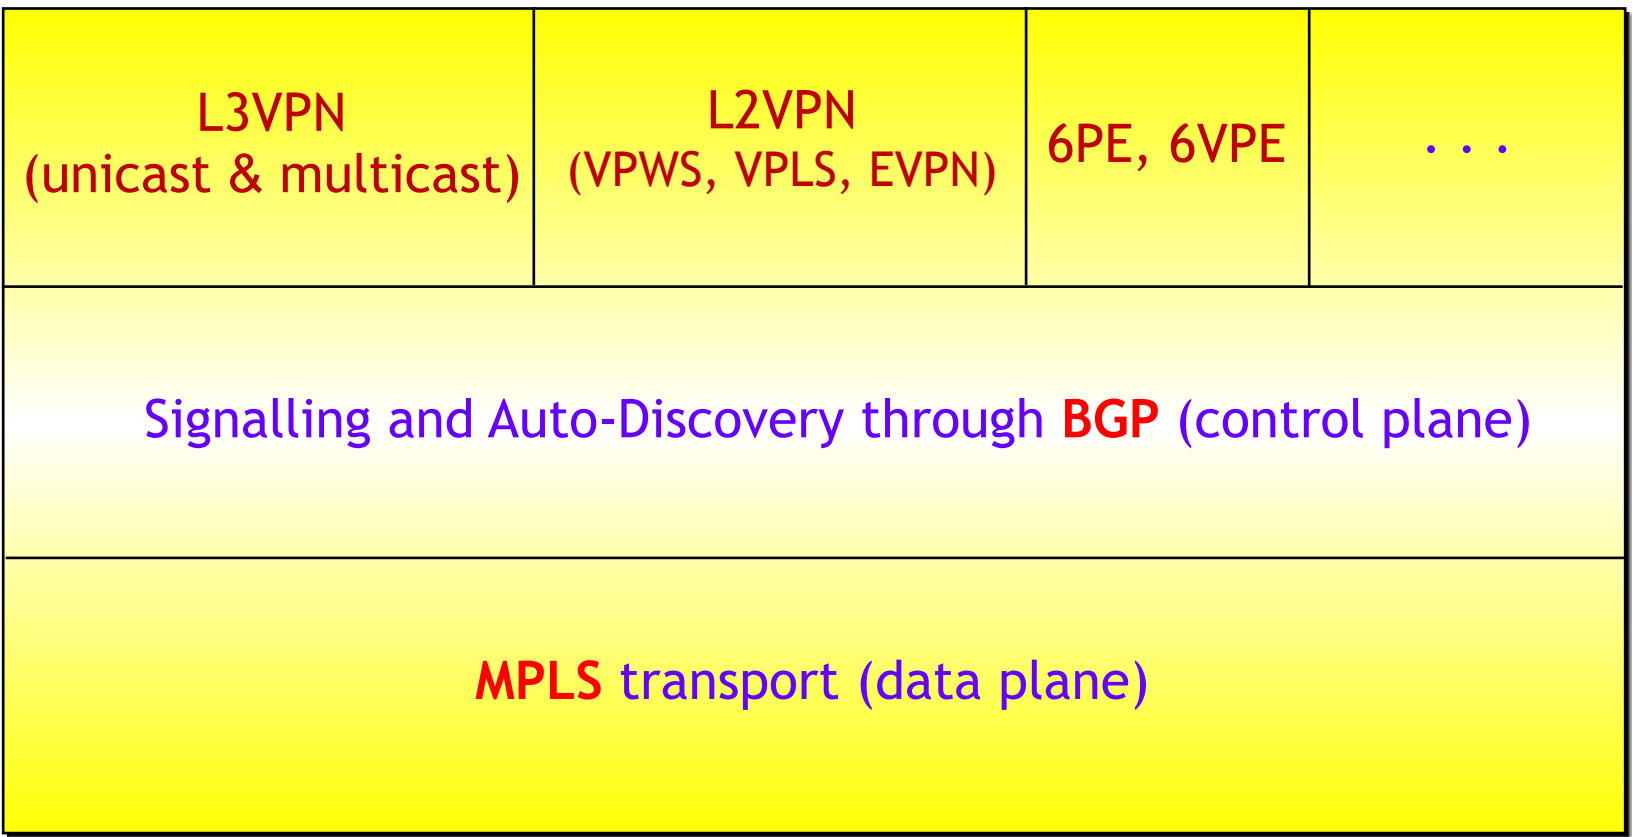 L3VPN
(unicast & multicast)
L2VPN
(VPWS, VPLS, EVPN)
6PE, 6VPE
. . .
Signalling and Auto-Discovery through BGP (control plane)
MPLS transport (data plane)